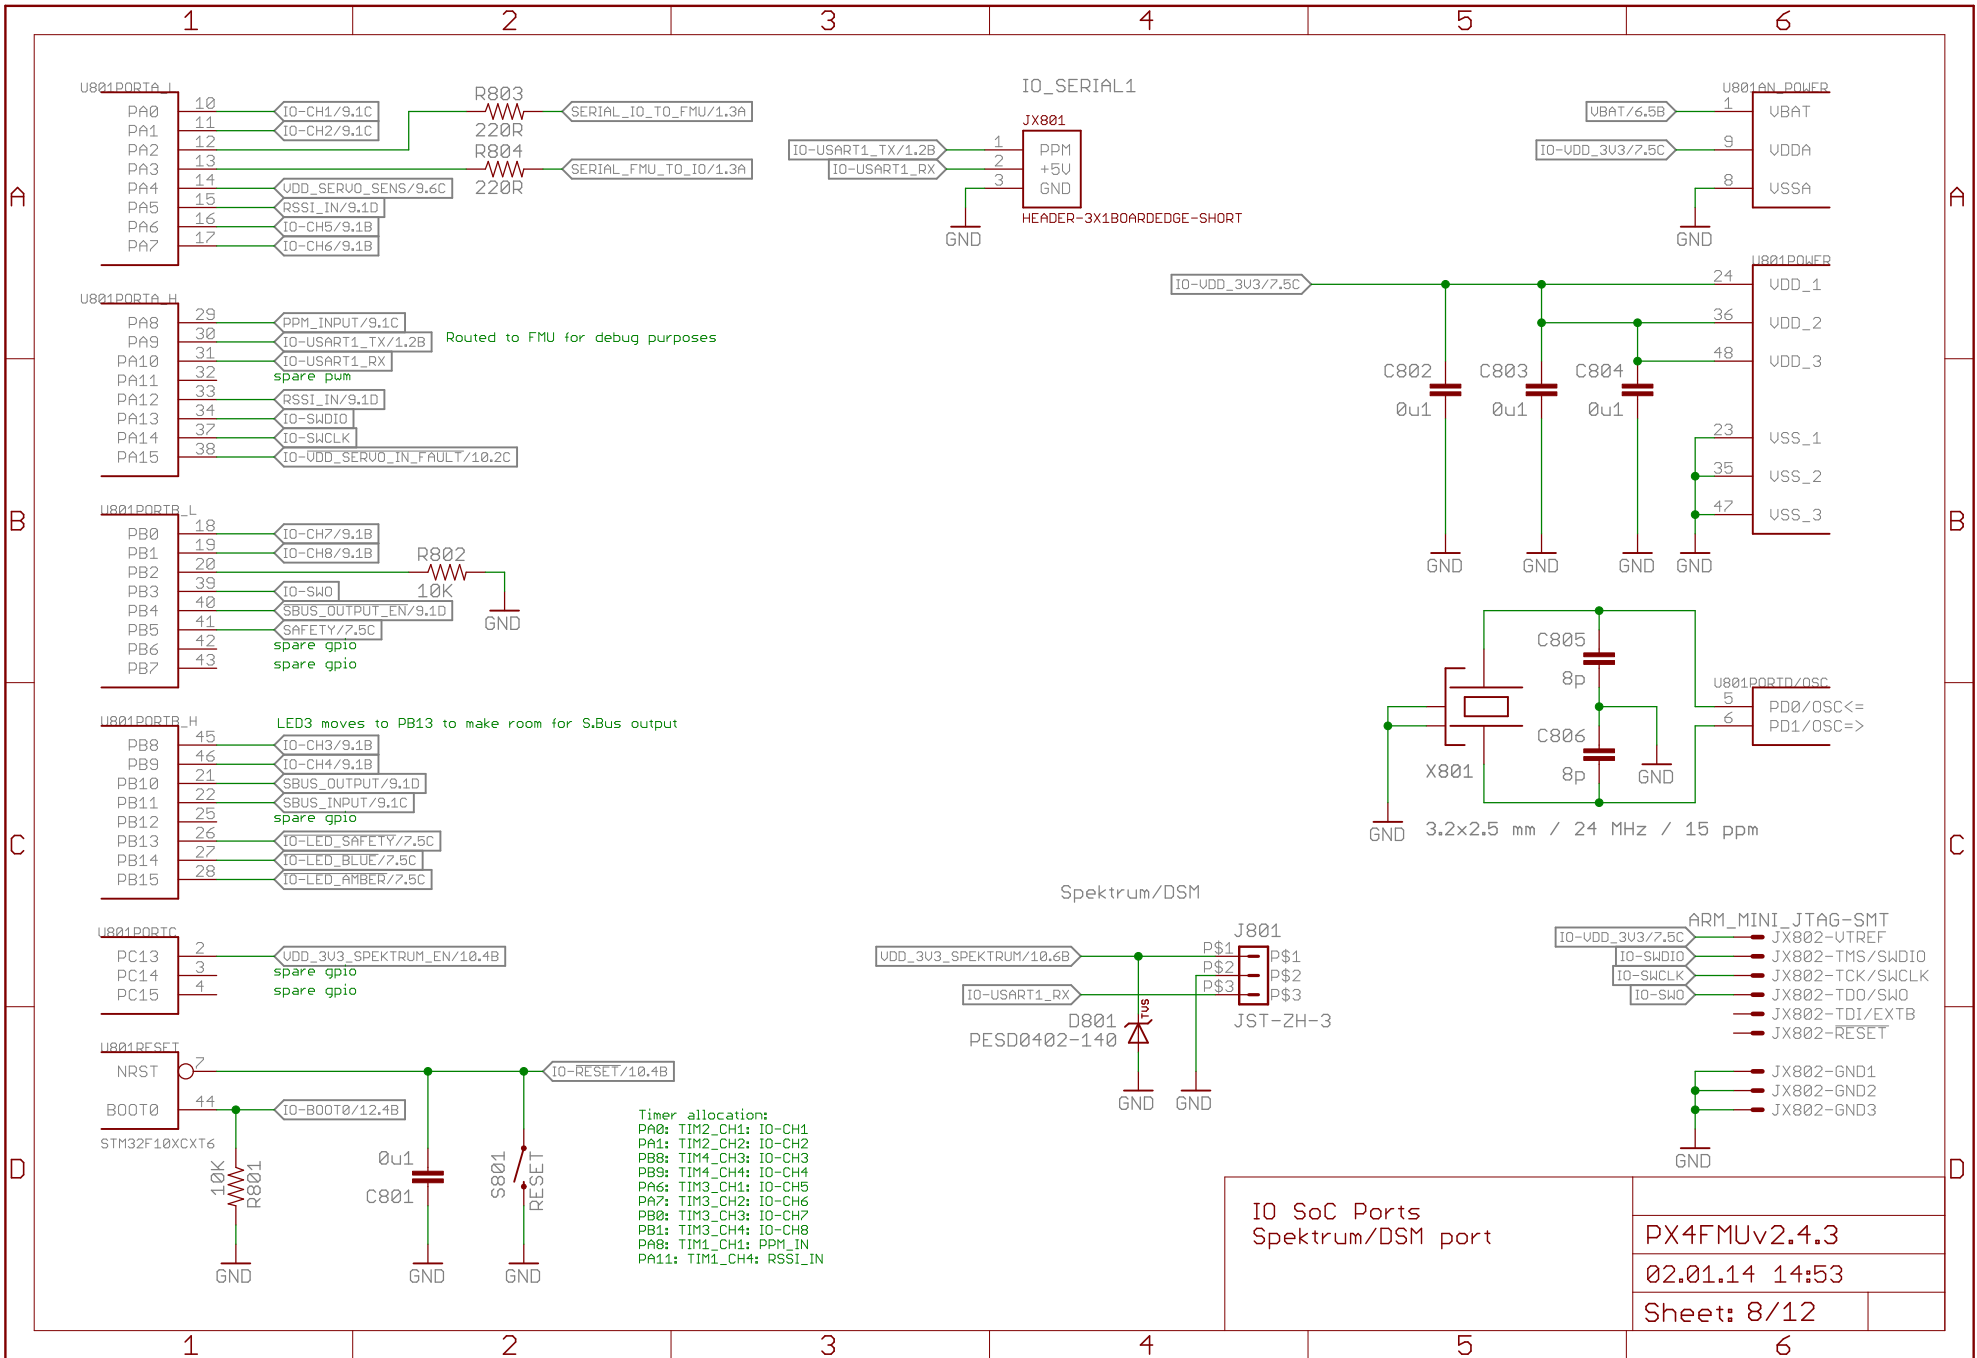 1 2 3 4 5 6
A
B
C
D
U801PORTA_L
PA0 10 IO-CH1/9.1C
PA1 11 IO-CH2/9.1C
PA2 12
PA3 13
PA4 14 VDD_SERVO_SENS/9.6C
PA5 15 RSSI_IN/9.1D
PA6 16 IO-CH5/9.1B
PA7 17 IO-CH6/9.1B
R803
220R
SERIAL_IO_TO_FMU/1.3A
R804
220R
SERIAL_FMU_TO_IO/1.3A
U801PORTA_H
PA8 29 PPM_INPUT/9.1C
PA9 30 IO-USART1_TX/1.2B
Routed to FMU for debug purposes
PA10 31 IO-USART1_RX
PA11 32 spare pwm
PA12 33 RSSI_IN/9.1D
PA13 34 IO-SWDIO
PA14 37 IO-SWCLK
PA15 38 IO-VDD_SERVO_IN_FAULT/10.2C
U801PORTB_L
PB0 18 IO-CH7/9.1B
PB1 19 IO-CH8/9.1B
PB2 20
PB3 39 IO-SWO
PB4 40 SBUS_OUTPUT_EN/9.1D
PB5 41 SAFETY/7.5C
PB6 42 spare gpio
PB7 43 spare gpio
R802
10K
GND
U801PORTB_H
LED3 moves to PB13 to make room for S.Bus output
PB8 45 IO-CH3/9.1B
PB9 46 IO-CH4/9.1B
PB10 21 SBUS_OUTPUT/9.1D
PB11 22 SBUS_INPUT/9.1C
PB12 25 spare gpio
PB13 26 IO-LED_SAFETY/7.5C
PB14 27 IO-LED_BLUE/7.5C
PB15 28 IO-LED_AMBER/7.5C
U801PORTC
PC13 2 VDD_3V3_SPEKTRUM_EN/10.4B
PC14 3 spare gpio
PC15 4 spare gpio
U801RESET
NRST 7 IO-RESET/10.4B
BOOT0 44 IO-BOOT0/12.4B
STM32F10XCXT6
10K
R801
GND
0u1
C801
GND
S801
RESET
GND
Timer allocation:
PA0: TIM2_CH1: IO-CH1
PA1: TIM2_CH2: IO-CH2
PB8: TIM4_CH3: IO-CH3
PB9: TIM4_CH4: IO-CH4
PA6: TIM3_CH1: IO-CH5
PA7: TIM3_CH2: IO-CH6
PB0: TIM3_CH3: IO-CH7
PB1: TIM3_CH4: IO-CH8
PA8: TIM1_CH1: PPM_IN
PA11: TIM1_CH4: RSSI_IN
IO_SERIAL1
JX801
IO-USART1_TX/1.2B 1 PPM
IO-USART1_RX 2 +5V
3 GND
HEADER-3X1BOARDEDGE-SHORT
GND
U801AN_POWER
VBAT/6.5B 1 VBAT
IO-VDD_3V3/7.5C 9 VDDA
8 VSSA
GND
U801POWER
IO-VDD_3V3/7.5C 24 VDD_1
36 VDD_2
48 VDD_3
23 VSS_1
35 VSS_2
47 VSS_3
C802 C803 C804
0u1 0u1 0u1
GND GND GND GND
C805
8p
C806
8p
X801
GND
GND
3.2x2.5 mm / 24 MHz / 15 ppm
U801PORTD/OSC
5 PD0/OSC<=
6 PD1/OSC=>
Spektrum/DSM
J801
VDD_3V3_SPEKTRUM/10.6B P$1 P$1
P$2 P$2
IO-USART1_RX P$3 P$3
JST-ZH-3
TVS
D801
PESD0402-140
GND GND
ARM_MINI_JTAG-SMT
IO-VDD_3V3/7.5C JX802-VTREF
IO-SWDIO JX802-TMS/SWDIO
IO-SWCLK JX802-TCK/SWCLK
IO-SWO JX802-TDO/SWO
JX802-TDI/EXTB
JX802-RESET
JX802-GND1
JX802-GND2
JX802-GND3
GND
IO SoC Ports
Spektrum/DSM port
PX4FMUv2.4.3
02.01.14 14:53
Sheet: 8/12
A
B
C
D
1 2 3 4 5 6